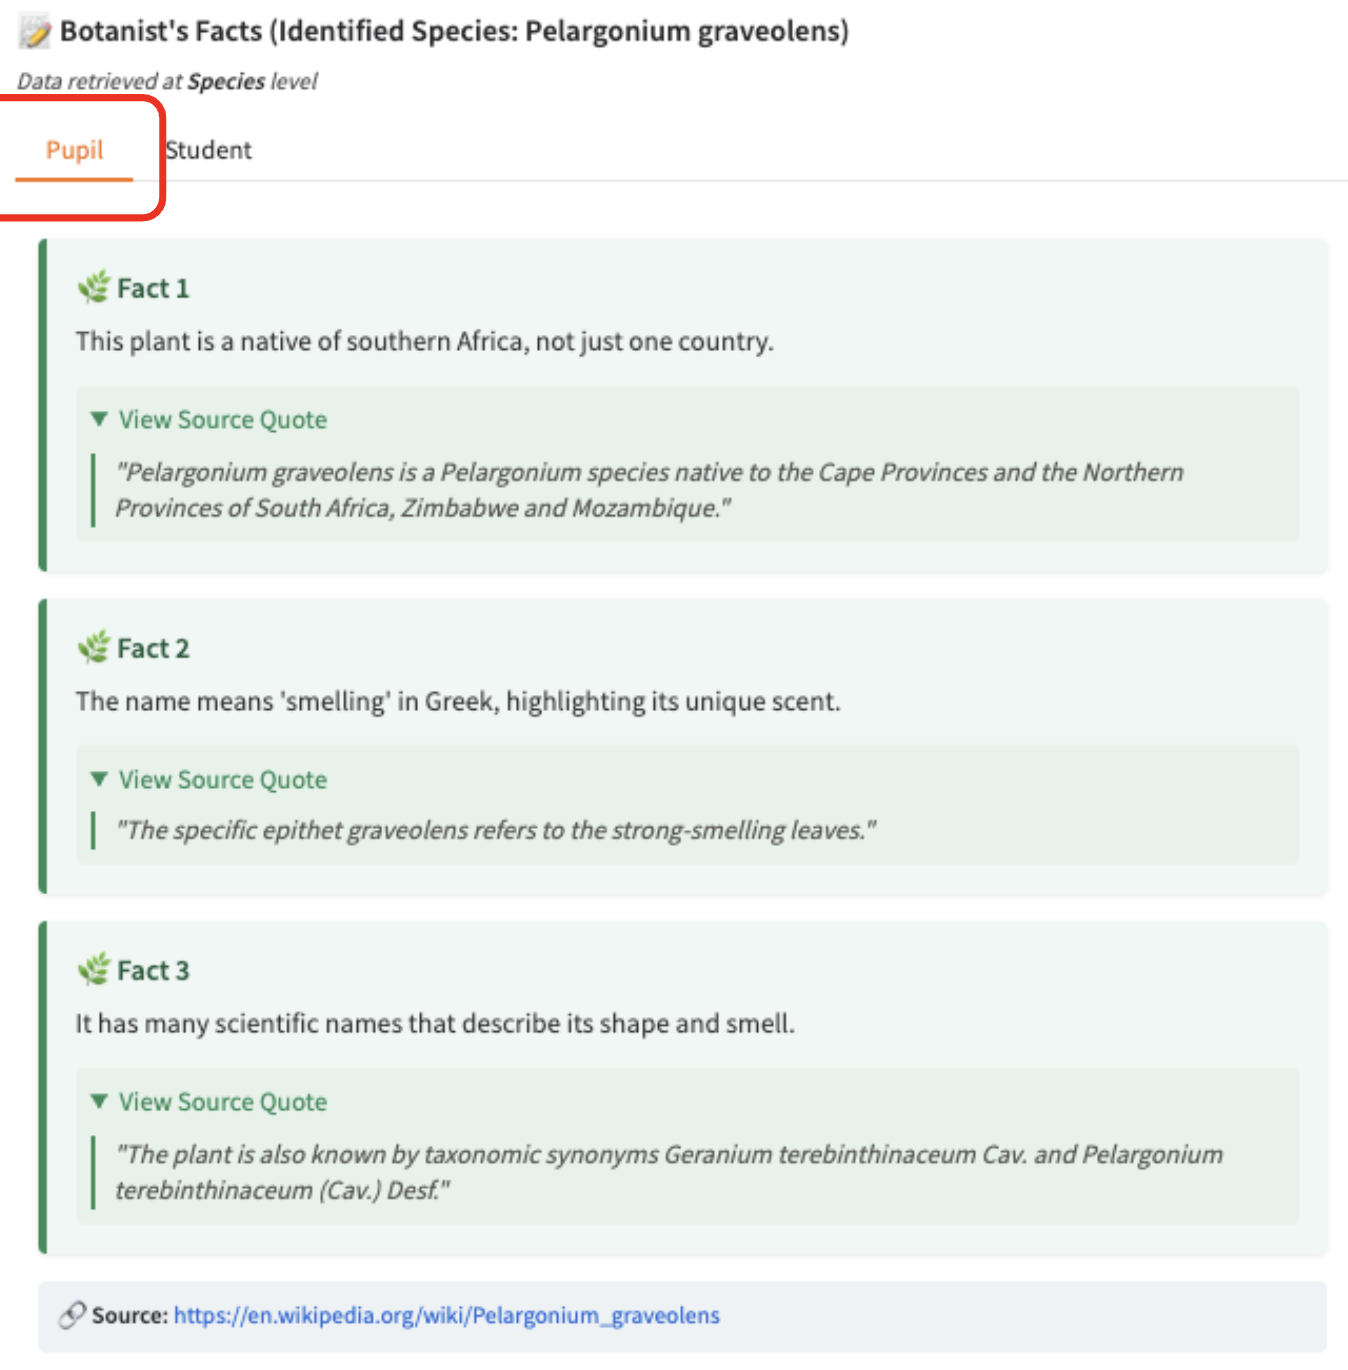 📝 Botanist's Facts (Identified Species: Pelargonium graveolens)
Data retrieved at Species level
Pupil Student
🌿 Fact 1
This plant is a native of southern Africa, not just one country.
▼ View Source Quote
"Pelargonium graveolens is a Pelargonium species native to the Cape Provinces and the Northern
Provinces of South Africa, Zimbabwe and Mozambique."
🌿 Fact 2
The name means 'smelling' in Greek, highlighting its unique scent.
▼ View Source Quote
"The specific epithet graveolens refers to the strong-smelling leaves."
🌿 Fact 3
It has many scientific names that describe its shape and smell.
▼ View Source Quote
"The plant is also known by taxonomic synonyms Geranium terebinthinaceum Cav. and Pelargonium
terebinthinaceum (Cav.) Desf."
🔗 Source: https://en.wikipedia.org/wiki/Pelargonium_graveolens